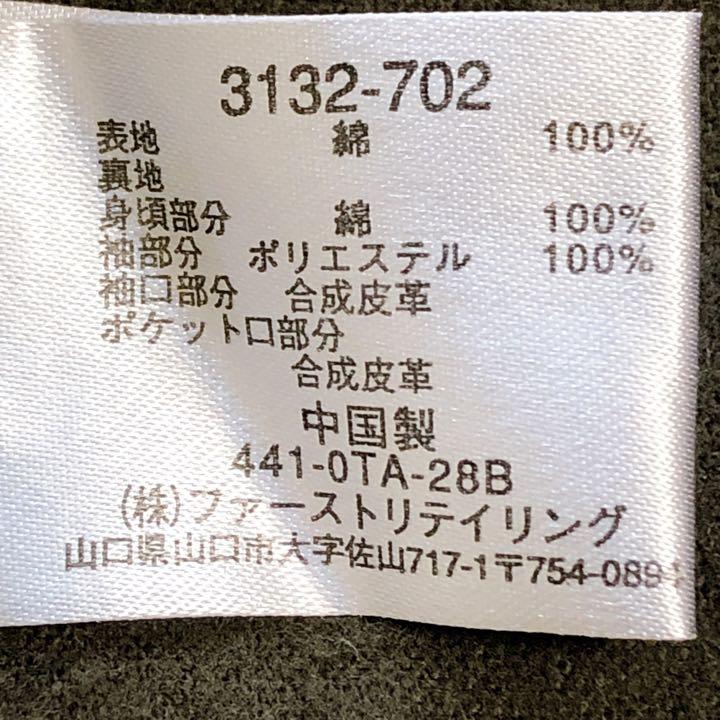 3132-702
表地 綿 100%
裏地
身頃部分 綿 100%
袖部分 ポリエステル 100%
袖口部分 合成皮革
ポケット口部分
合成皮革
中国製
441-0TA-28B
(株)ファーストリテイリング
山口県山口市大字佐山717-1〒754-0894